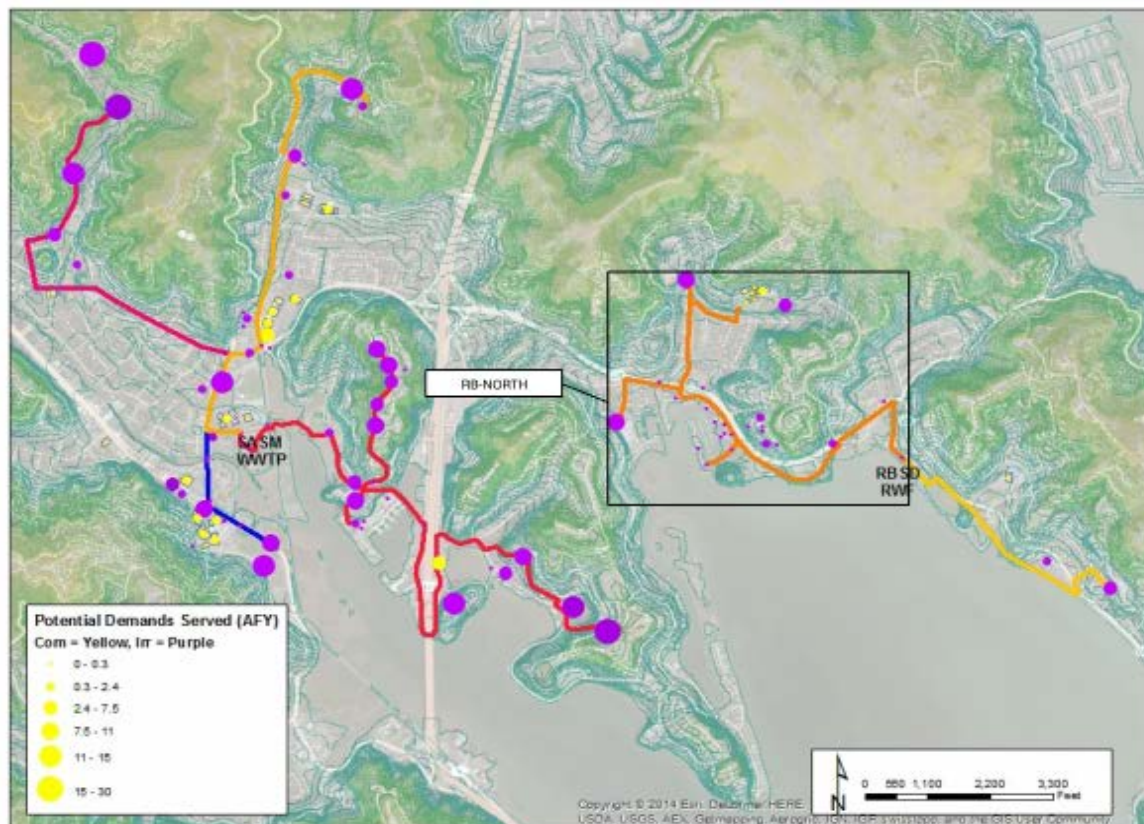 RB-NORTH
SASM
WWTP
RBSD
RWF
Potential Demands Served (AFY)
Com = Yellow, Irr = Purple
0 - 0.3
0.3 - 2.4
2.4 - 7.5
7.5 - 11
11 - 15
15 - 30
0 550 1,100 2,200 3,300
Feet
N
Copyright © 2014 Esri, DeLorme, HERE
USDA, USGS, AEX, Getmapping, Aerogrid, IGN, IGP, swisstopo, and the GIS User Community